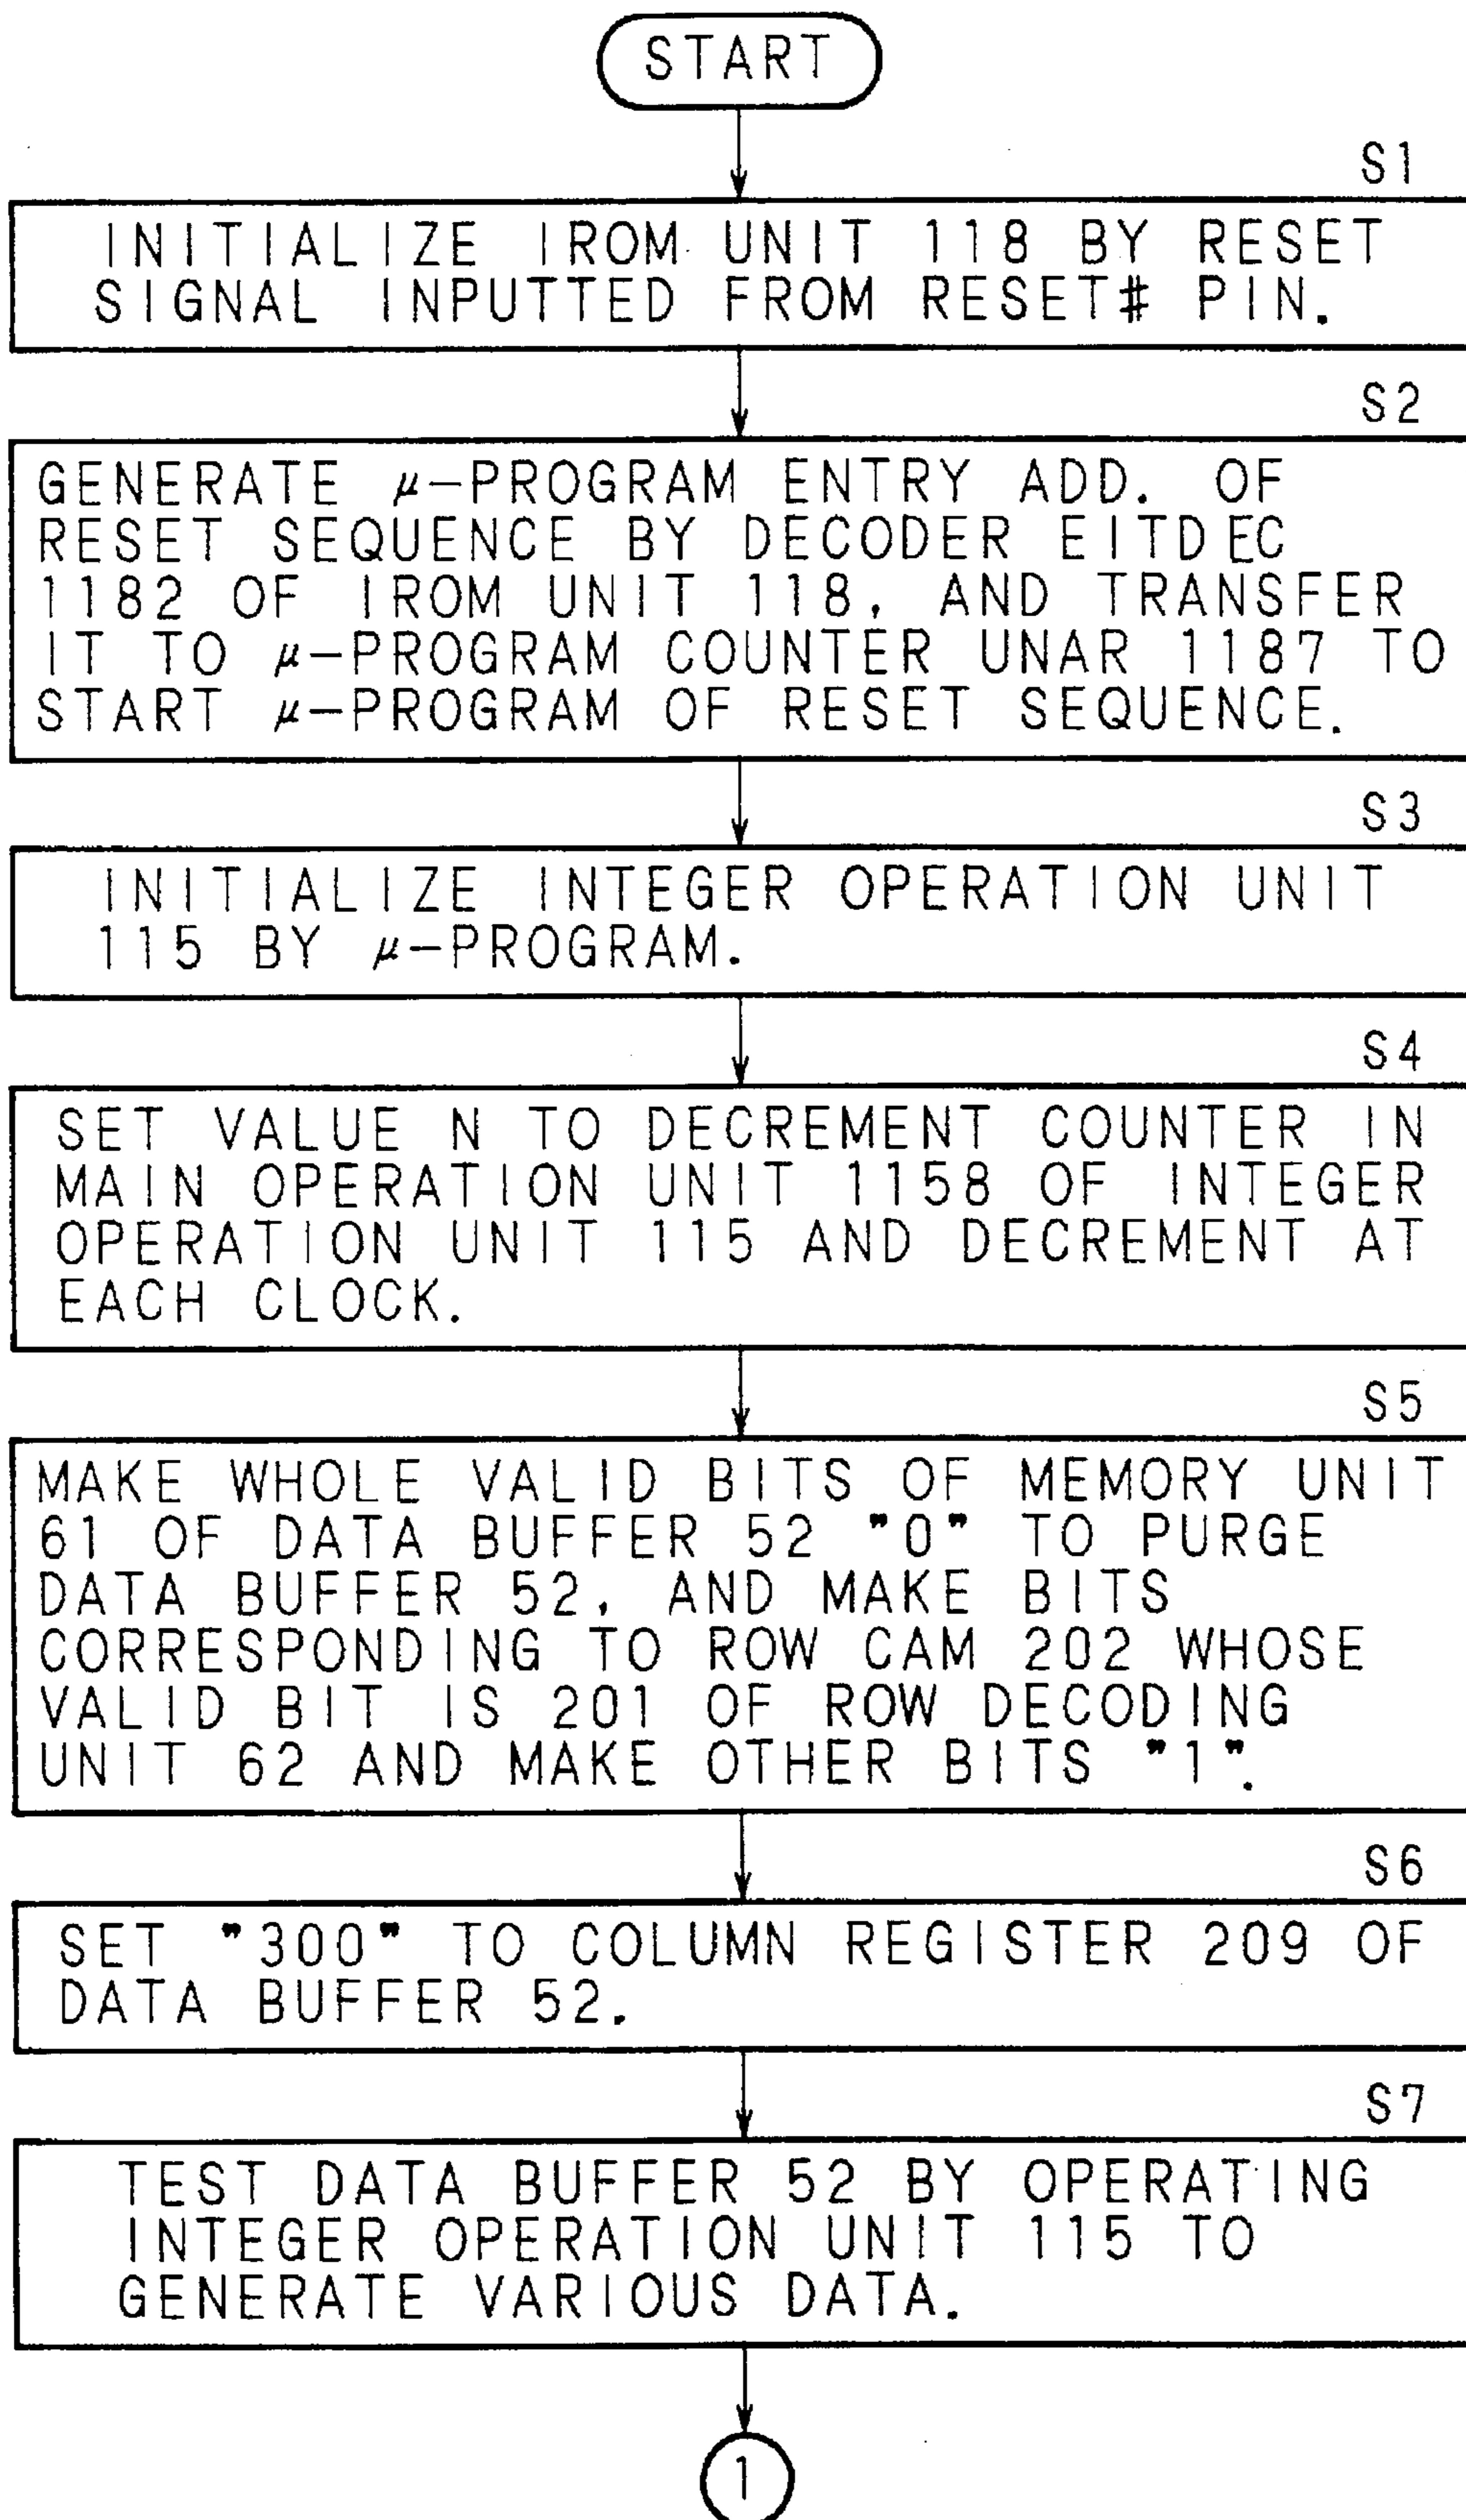 START
S1
INITIALIZE IROM UNIT 118 BY RESET
SIGNAL INPUTTED FROM RESET# PIN.
S2
GENERATE μ-PROGRAM ENTRY ADD. OF
RESET SEQUENCE BY DECODER EITDEC
1182 OF IROM UNIT 118, AND TRANSFER
IT TO μ-PROGRAM COUNTER UNAR 1187 TO
START μ-PROGRAM OF RESET SEQUENCE.
S3
INITIALIZE INTEGER OPERATION UNIT
115 BY μ-PROGRAM.
S4
SET VALUE N TO DECREMENT COUNTER IN
MAIN OPERATION UNIT 1158 OF INTEGER
OPERATION UNIT 115 AND DECREMENT AT
EACH CLOCK.
S5
MAKE WHOLE VALID BITS OF MEMORY UNIT
61 OF DATA BUFFER 52 "0" TO PURGE
DATA BUFFER 52, AND MAKE BITS
CORRESPONDING TO ROW CAM 202 WHOSE
VALID BIT IS 201 OF ROW DECODING
UNIT 62 AND MAKE OTHER BITS "1".
S6
SET "300" TO COLUMN REGISTER 209 OF
DATA BUFFER 52.
S7
TEST DATA BUFFER 52 BY OPERATING
INTEGER OPERATION UNIT 115 TO
GENERATE VARIOUS DATA.
1